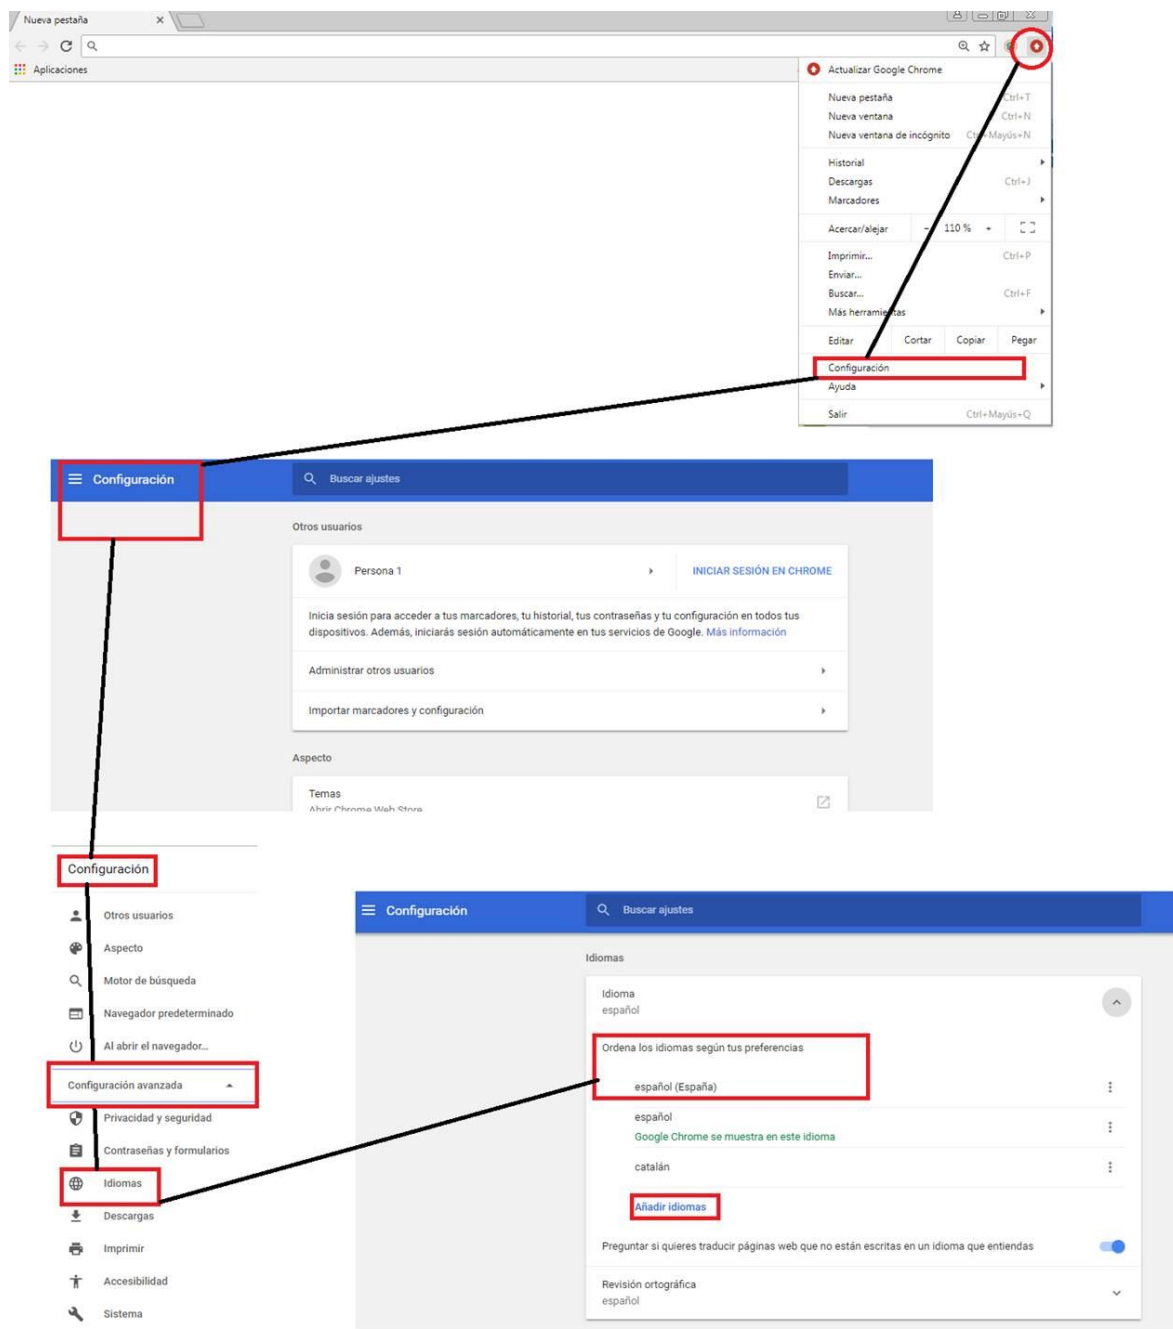 Nueva pestaña
Aplicaciones
Actualizar Google Chrome
Nueva pestaña Ctrl+T
Nueva ventana Ctrl+N
Nueva ventana de incógnito Ctrl+Mayús+N
Historial
Descargas Ctrl+J
Marcadores
Acercar/alejar - 110 % +
Imprimir... Ctrl+P
Enviar...
Buscar... Ctrl+F
Más herramientas
Editar Cortar Copiar Pegar
Configuración
Ayuda
Salir Ctrl+Mayús+Q
Configuración Buscar ajustes
Otros usuarios
Persona 1 INICIAR SESIÓN EN CHROME
Inicia sesión para acceder a tus marcadores, tu historial, tus contraseñas y tu configuración en todos tus
dispositivos. Además, iniciarás sesión automáticamente en tus servicios de Google. Más información
Administrar otros usuarios
Importar marcadores y configuración
Aspecto
Temas
Abrir Chrome Web Store
Configuración
Otros usuarios
Aspecto
Motor de búsqueda
Navegador predeterminado
Al abrir el navegador...
Configuración avanzada
Privacidad y seguridad
Contraseñas y formularios
Idiomas
Descargas
Imprimir
Accesibilidad
Sistema
Configuración Buscar ajustes
Idiomas
Idioma
español
Ordena los idiomas según tus preferencias
español (España)
español
Google Chrome se muestra en este idioma
catalán
Añadir idiomas
Preguntar si quieres traducir páginas web que no están escritas en un idioma que entiendas
Revisión ortográfica
español